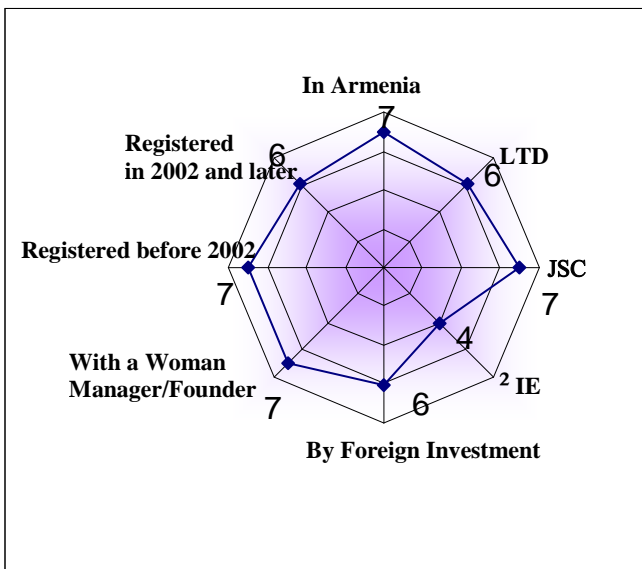 In Armenia
7
Registered
in 2002 and later
6
LTD
6
Registered before 2002
7
JSC
7
With a Woman
Manager/Founder
7
4
² IE
6
By Foreign Investment